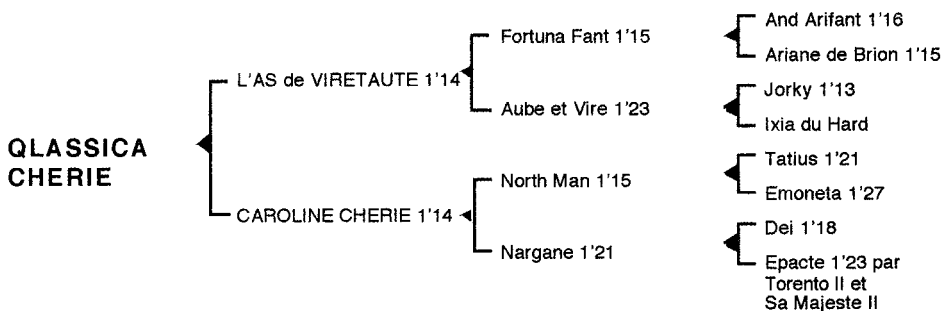 And Arifant 1'16
Fortuna Fant 1'15
Ariane de Brion 1'15
L'AS de VIRETAUTE 1'14
Jorky 1'13
Aube et Vire 1'23
Ixia du Hard
QLASSICA
CHERIE
Tatius 1'21
North Man 1'15
Emoneta 1'27
CAROLINE CHERIE 1'14
Dei 1'18
Nargane 1'21
Epacte 1'23 par
Torento II et
Sa Majeste II